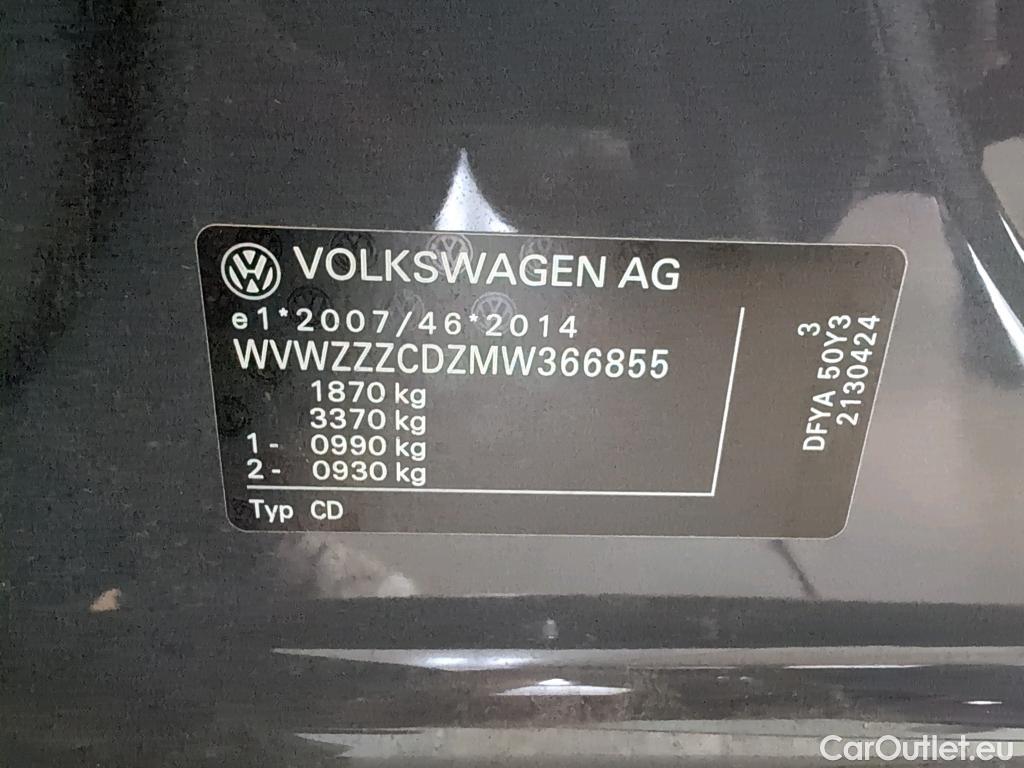 VOLKSWAGEN AG
e1*2007/46*2014
WVWZZZCDZMW366855
1870 kg
3370 kg
1- 0990 kg
2- 0930 kg
Typ CD
3
DFYA 50Y3
2130424
CarOutlet.eu